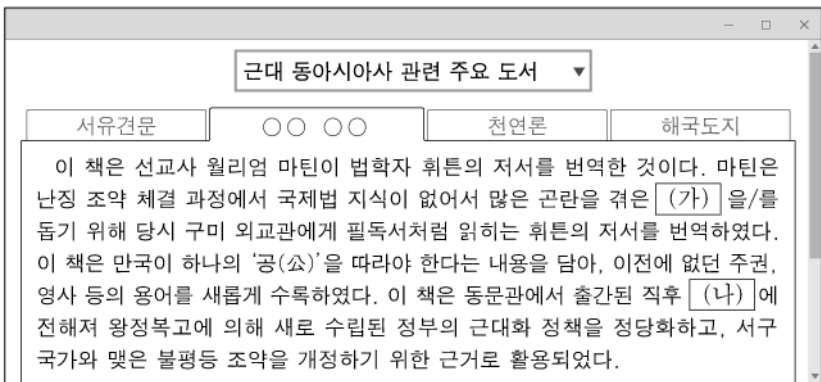 근대 동아시아사 관련 주요 도서 ▼
서유견문 ○○ ○○ 천연론 해국도지
이 책은 선교사 윌리엄 마틴이 법학자 휘튼의 저서를 번역한 것이다. 마틴은
난징 조약 체결 과정에서 국제법 지식이 없어서 많은 곤란을 겪은 (가) 을/를
돕기 위해 당시 구미 외교관에게 필독서처럼 읽히는 휘튼의 저서를 번역하였다.
이 책은 만국이 하나의 ‘공(公)’을 따라야 한다는 내용을 담아, 이전에 없던 주권,
영사 등의 용어를 새롭게 수록하였다. 이 책은 동문관에서 출간된 직후 (나) 에
전해져 왕정복고에 의해 새로 수립된 정부의 근대화 정책을 정당화하고, 서구
국가와 맺은 불평등 조약을 개정하기 위한 근거로 활용되었다.